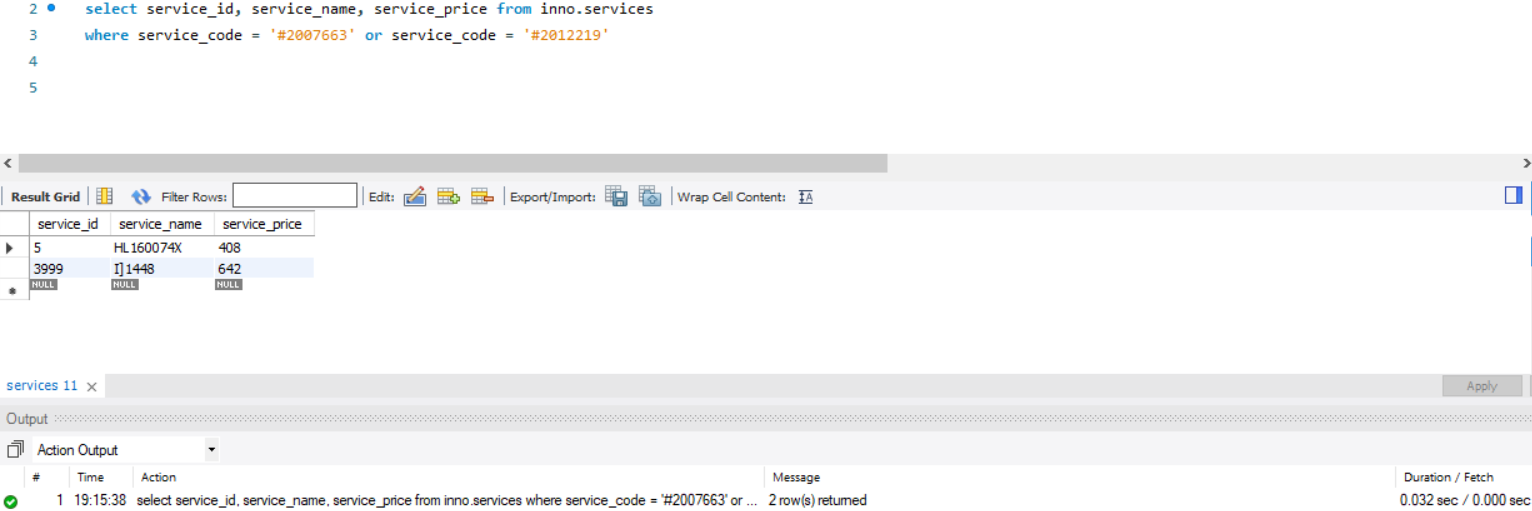 2 select service_id, service_name, service_price from inno.services
3 where service_code = '#2007663' or service_code = '#2012219'
4
5
Result Grid Filter Rows: Edit: Export/Import: Wrap Cell Content: IA
service_id service_name service_price
5 HL160074X 408
3999 I]1448 642
NULL NULL NULL
services 11 Apply
Output
Action Output
# Time Action Message Duration / Fetch
1 19:15:38 select service_id, service_name, service_price from inno.services where service_code = '#2007663' or ... 2 row(s) returned 0.032 sec / 0.000 sec